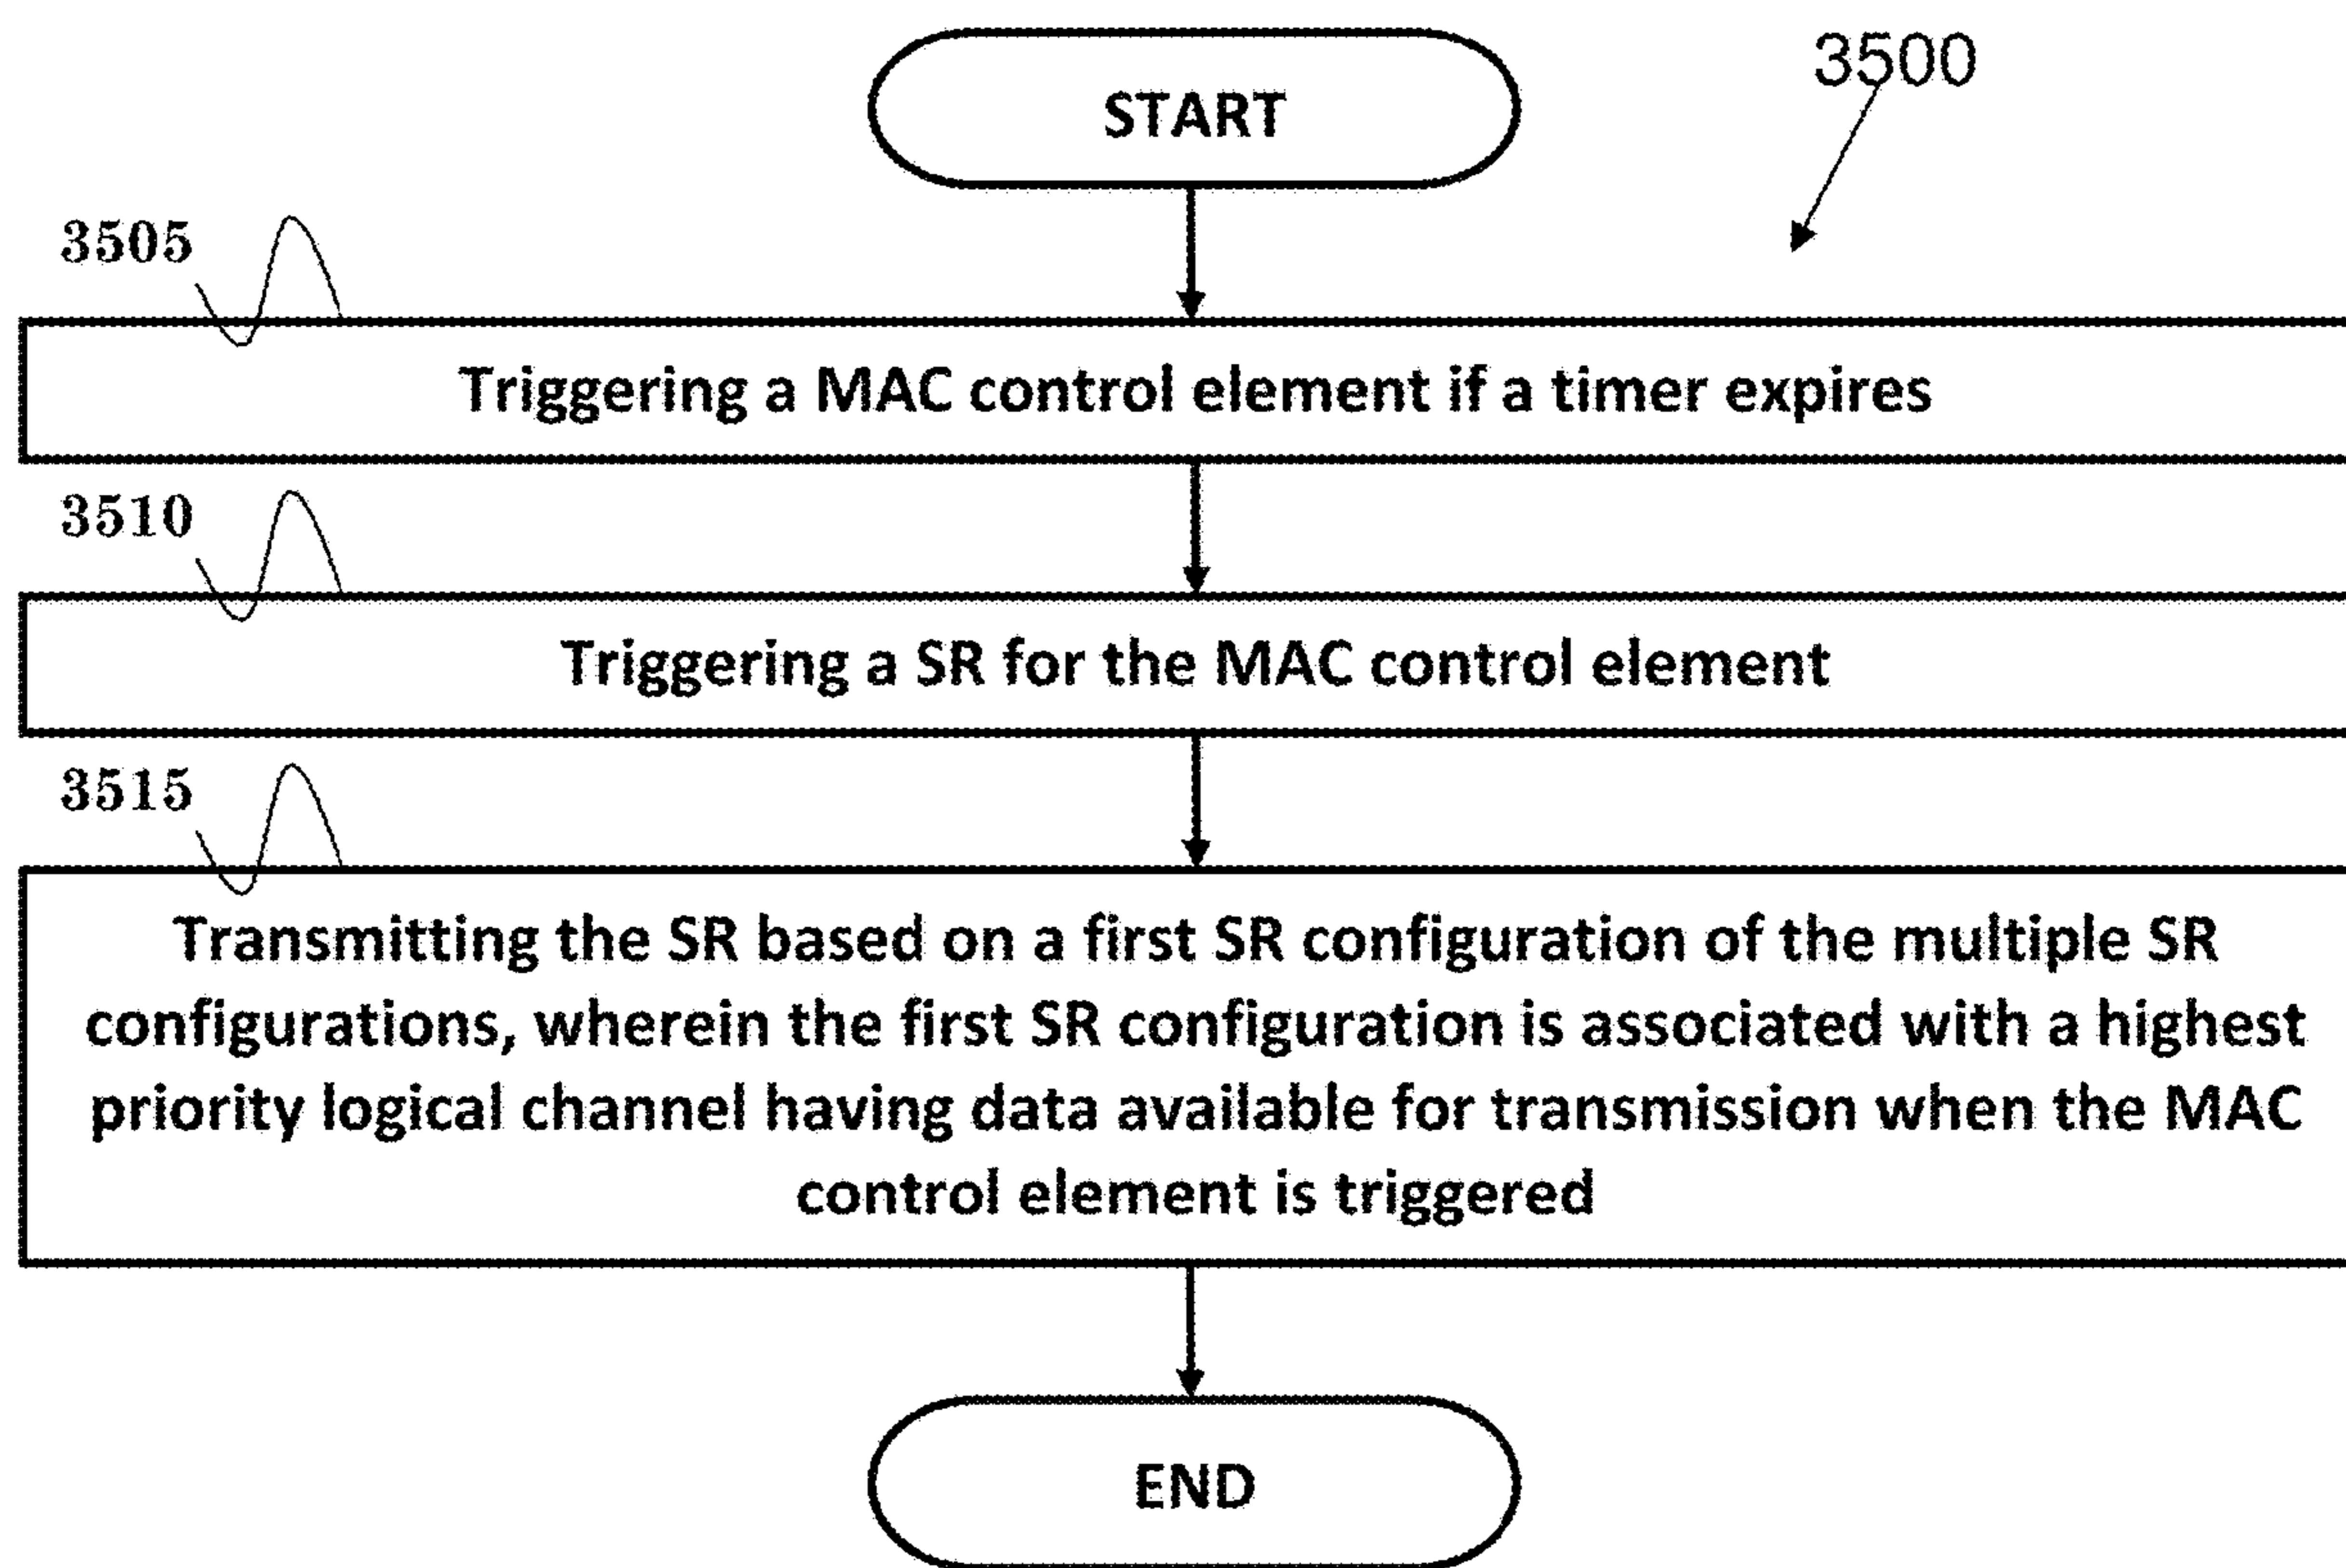 START
3500
3505
Triggering a MAC control element if a timer expires
3510
Triggering a SR for the MAC control element
3515
Transmitting the SR based on a first SR configuration of the multiple SR
configurations, wherein the first SR configuration is associated with a highest
priority logical channel having data available for transmission when the MAC
control element is triggered
END